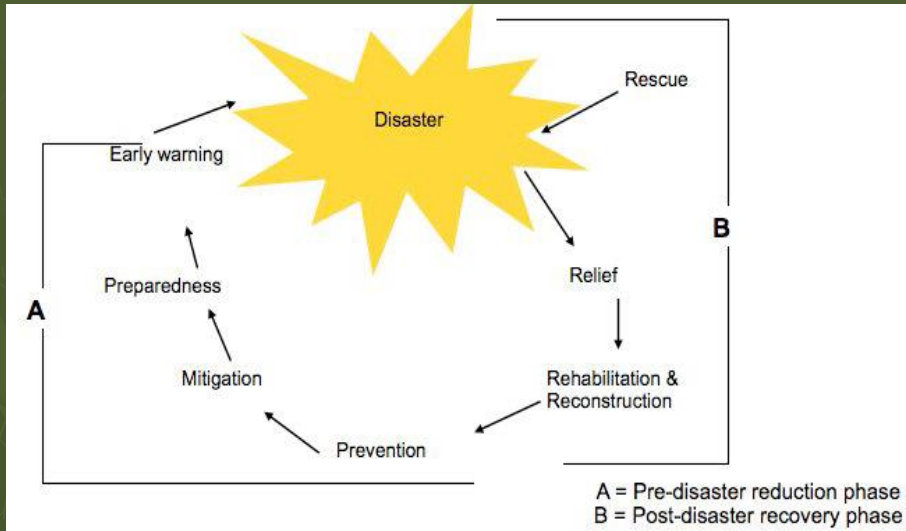 Disaster
Rescue
Early warning
B
Relief
Preparedness
A
Mitigation
Rehabilitation &
Reconstruction
Prevention
A = Pre-disaster reduction phase
B = Post-disaster recovery phase